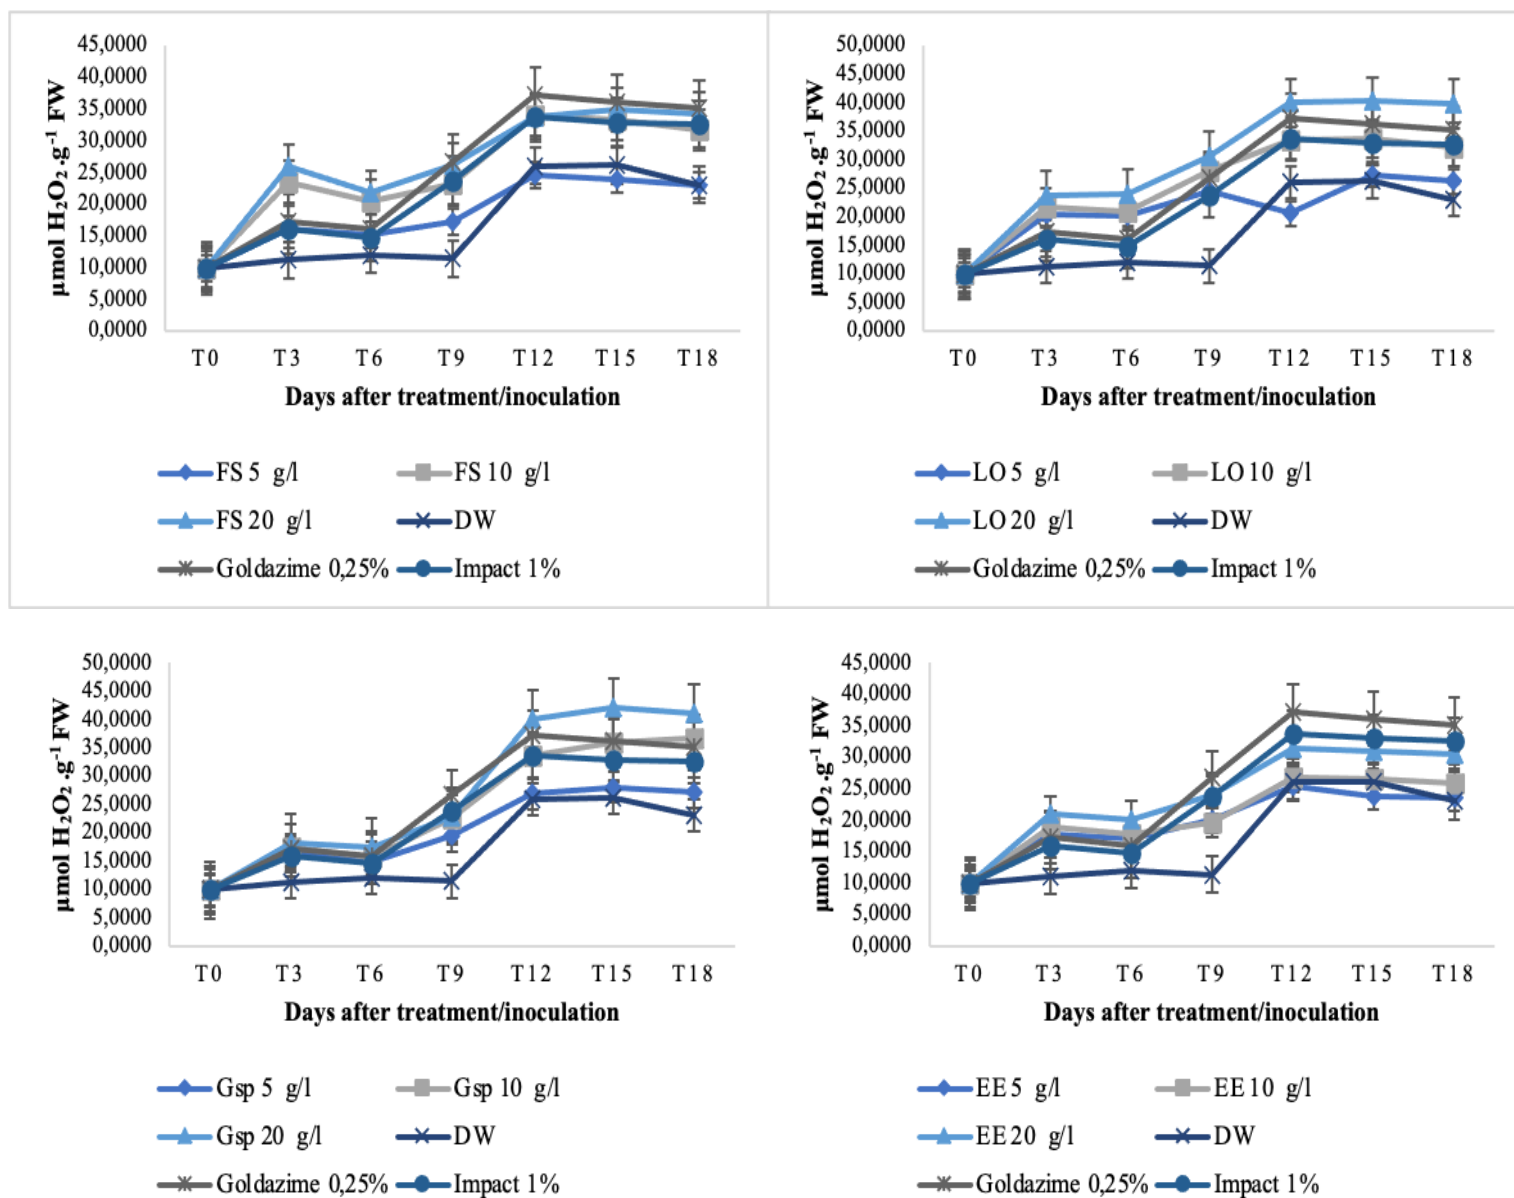 45,0000
40,0000
35,0000
30,0000
25,0000
20,0000
15,0000
10,0000
5,0000
0,0000
µmol H₂O₂ .g⁻¹ FW
T0 T3 T6 T9 T12 T15 T18
Days after treatment/inoculation
FS 5 g/l FS 10 g/l
FS 20 g/l DW
Goldazime 0,25% Impact 1%
50,0000
45,0000
40,0000
35,0000
30,0000
25,0000
20,0000
15,0000
10,0000
5,0000
0,0000
µmol H₂O₂ .g⁻¹ FW
T0 T3 T6 T9 T12 T15 T18
Days after treatment/inoculation
LO 5 g/l LO 10 g/l
LO 20 g/l DW
Goldazime 0,25% Impact 1%
50,0000
45,0000
40,0000
35,0000
30,0000
25,0000
20,0000
15,0000
10,0000
5,0000
0,0000
µmol H₂O₂ .g⁻¹ FW
T0 T3 T6 T9 T12 T15 T18
Days after treatment/inoculation
Gsp 5 g/l Gsp 10 g/l
Gsp 20 g/l DW
Goldazime 0,25% Impact 1%
45,0000
40,0000
35,0000
30,0000
25,0000
20,0000
15,0000
10,0000
5,0000
0,0000
µmol H₂O₂ .g⁻¹ FW
T0 T3 T6 T9 T12 T15 T18
Days after treatment/inoculation
EE 5 g/l EE 10 g/l
EE 20 g/l DW
Goldazime 0,25% Impact 1%